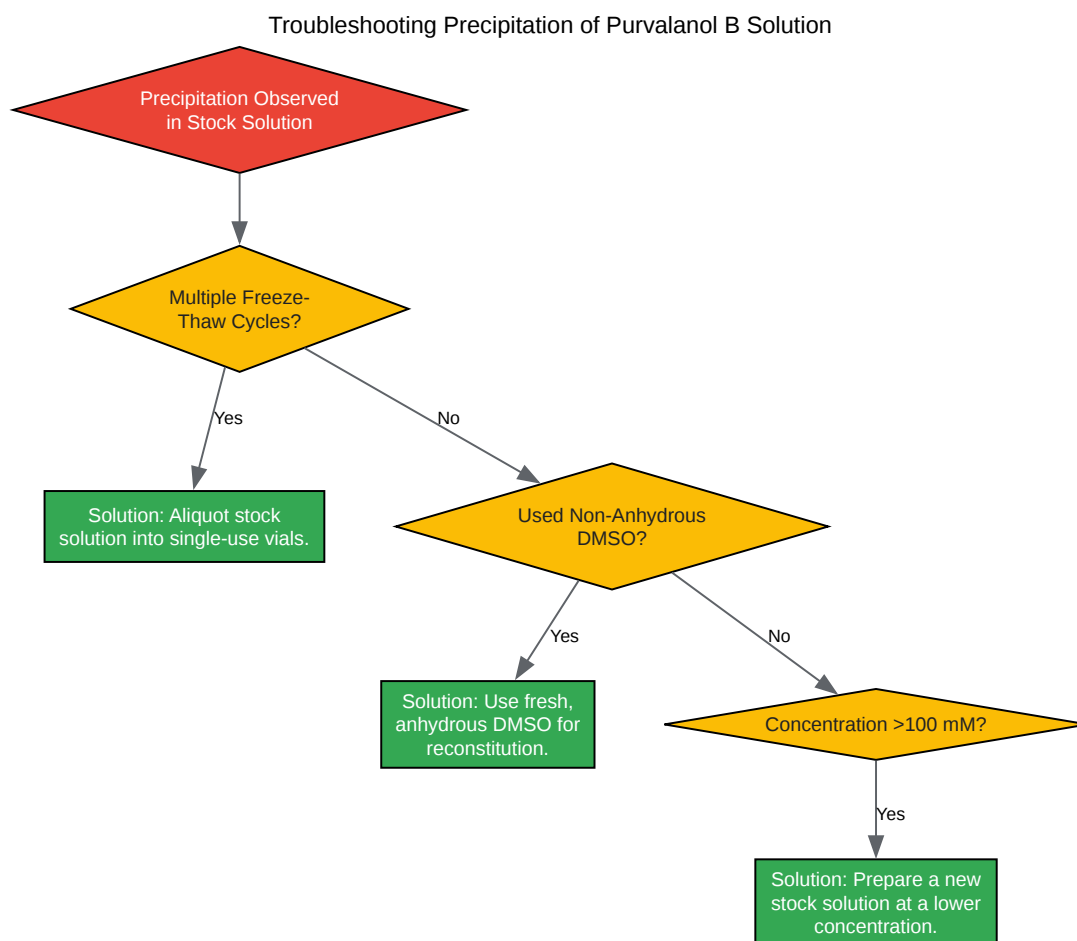 Troubleshooting Precipitation of Purvalanol B Solution
Precipitation Observed
in Stock Solution
Multiple Freeze-
Thaw Cycles?
Yes
No
Solution: Aliquot stock
solution into single-use vials.
Used Non-Anhydrous
DMSO?
Yes
No
Solution: Use fresh,
anhydrous DMSO for
reconstitution.
Concentration >100 mM?
Yes
Solution: Prepare a new
stock solution at a lower
concentration.